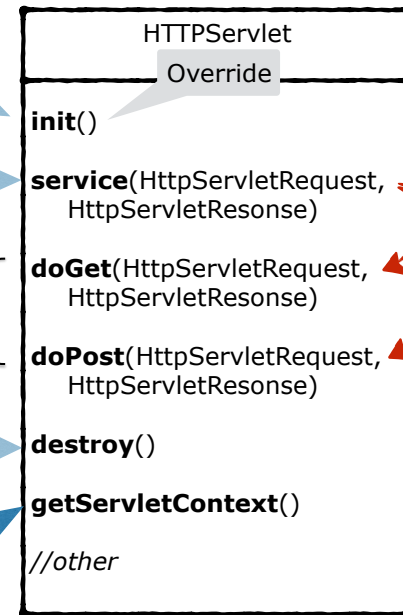 HTTPServlet
Override
init()
service(HttpServletRequest,
HttpServletResonse)
doGet(HttpServletRequest,
HttpServletResonse)
doPost(HttpServletRequest,
HttpServletResonse)
destroy()
getServletContext()
//other